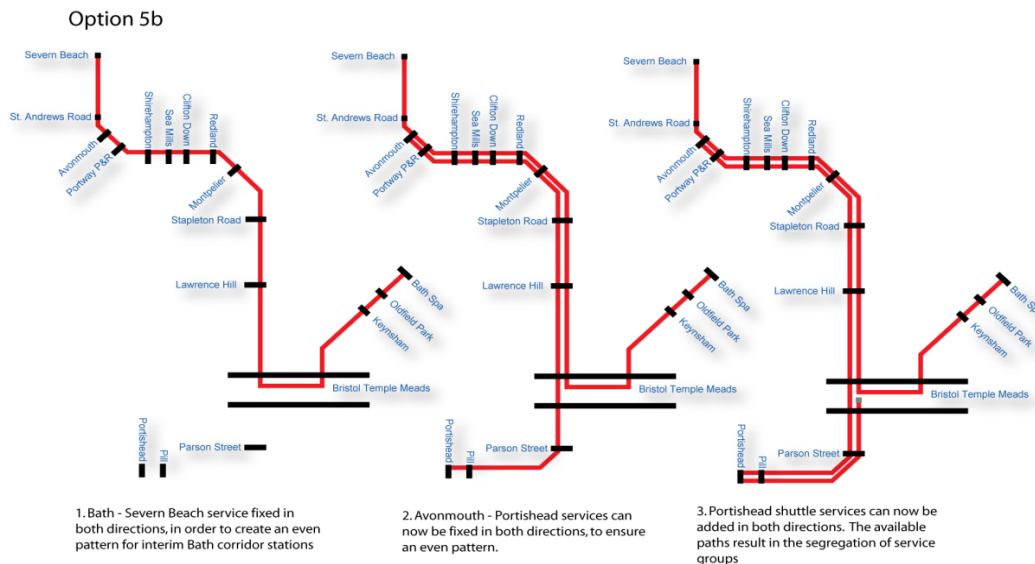 Option 5b
Severn Beach
St. Andrews Road
Avonmouth
Portway P&R
Shirehampton
Sea Mills
Clifton Down
Redland
Montpelier
Stapleton Road
Lawrence Hill
Bath Spa
Oldfield Park
Keynsham
Bristol Temple Meads
Parson Street
Portishead
Pill
1. Bath - Severn Beach service fixed in
both directions, in order to create an even
pattern for interim Bath corridor stations
Severn Beach
St. Andrews Road
Avonmouth
Portway P&R
Shirehampton
Sea Mills
Clifton Down
Redland
Montpelier
Stapleton Road
Lawrence Hill
Bath Spa
Oldfield Park
Keynsham
Bristol Temple Meads
Parson Street
Portishead
Pill
2. Avonmouth - Portishead services can
now be fixed in both directions, to ensure
an even pattern.
Severn Beach
St. Andrews Road
Avonmouth
Portway P&R
Shirehampton
Sea Mills
Clifton Down
Redland
Montpelier
Stapleton Road
Lawrence Hill
Bath Spa
Oldfield Park
Keynsham
Bristol Temple Meads
Parson Street
Portishead
Pill
3. Portishead shuttle services can now be
added in both directions. The available
paths result in the segregation of service
groups